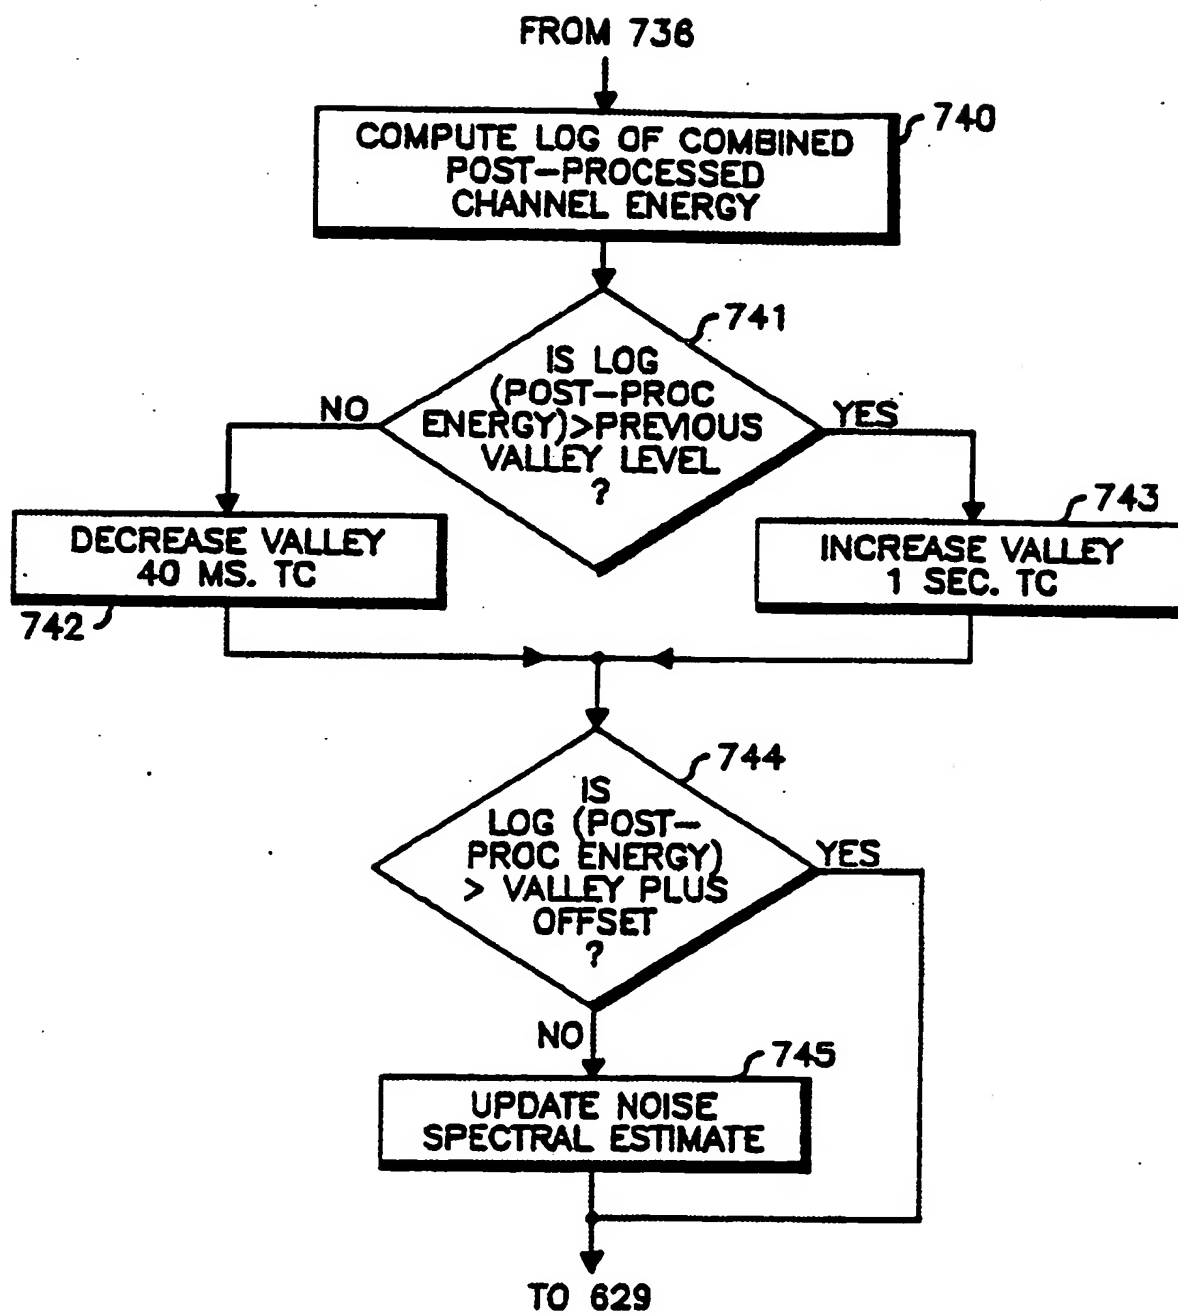 FROM 736
740
COMPUTE LOG OF COMBINED
POST-PROCESSED
CHANNEL ENERGY
741
IS LOG
(POST-PROC
ENERGY)>PREVIOUS
VALLEY LEVEL
?
NO
YES
DECREASE VALLEY
40 MS. TC
742
743
INCREASE VALLEY
1 SEC. TC
744
IS
LOG (POST-
PROC ENERGY)
> VALLEY PLUS
OFFSET
?
YES
NO
745
UPDATE NOISE
SPECTRAL ESTIMATE
TO 629